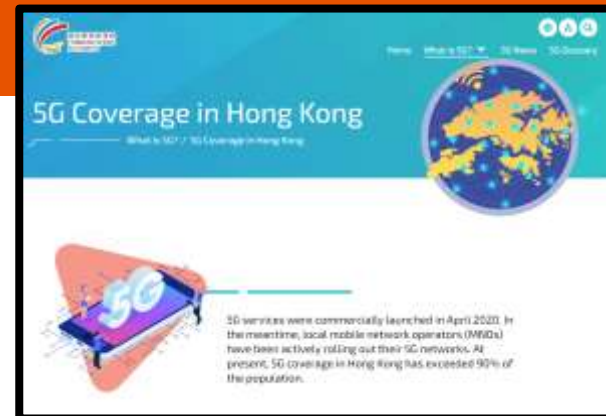 Home What is 5G? 5G News 5G Glossary
5G Coverage in Hong Kong
What is 5G? / 5G Coverage in Hong Kong
5G
5G services were commercially launched in April 2020. In
the meantime, local mobile network operators (MNOs)
have been actively rolling out their 5G networks. At
present, 5G coverage in Hong Kong has exceeded 90% of
the population.